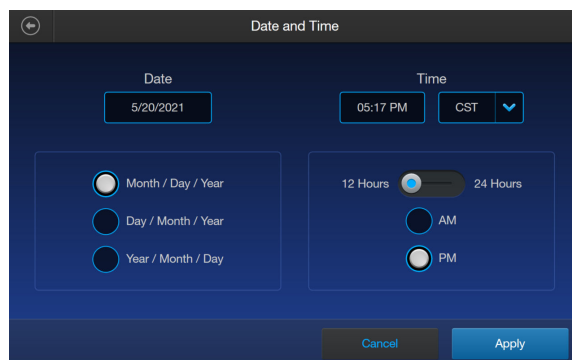 Date and Time
Date
Time
5/20/2021
05:17 PM
CST
Month / Day / Year
Day / Month / Year
Year / Month / Day
12 Hours
24 Hours
AM
PM
Cancel
Apply